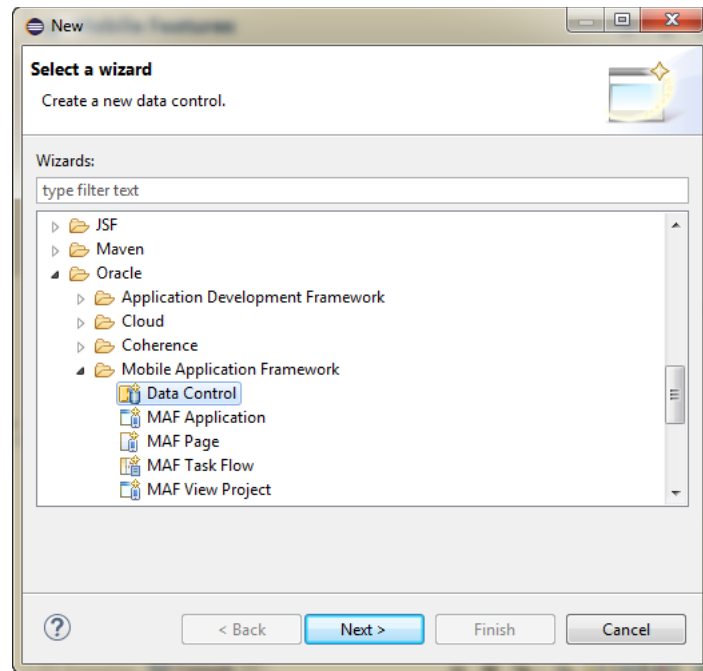 New
Select a wizard
Create a new data control.
Wizards:
type filter text
JSF
Maven
Oracle
Application Development Framework
Cloud
Coherence
Mobile Application Framework
Data Control
MAF Application
MAF Page
MAF Task Flow
MAF View Project
?
< Back Next > Finish Cancel